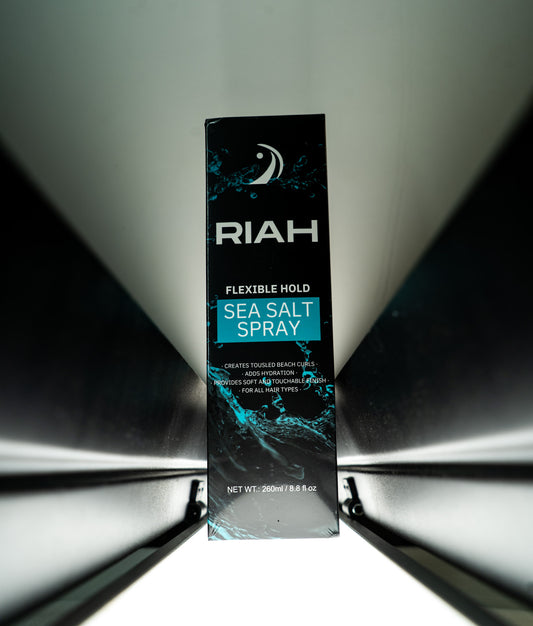 RIAH
FLEXIBLE HOLD
SEA SALT
SPRAY
· CREATES TOUSLED BEACH CURLS ·
· ADDS HYDRATION ·
· PROVIDES SOFT AND TOUCHABLE FINISH ·
· FOR ALL HAIR TYPES ·
NET WT.: 260ml / 8.8 fl oz